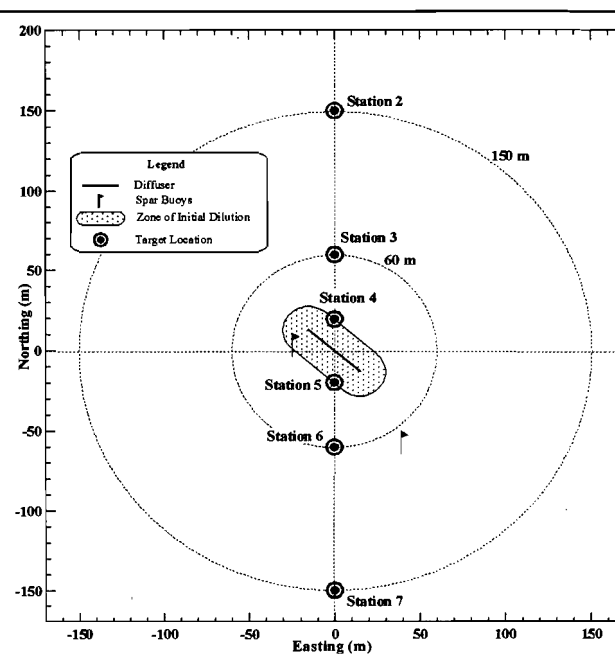 200
150
100
50
0
-50
-100
-150
Northing (m)
Station 2
150 m
Legend
Diffuser
Spar Buoys
Zone of Initial Dilution
Target Location
Station 3
60 m
Station 4
Station 5
Station 6
Station 7
-150 -100 -50 0 50 100 150
Easting (m)